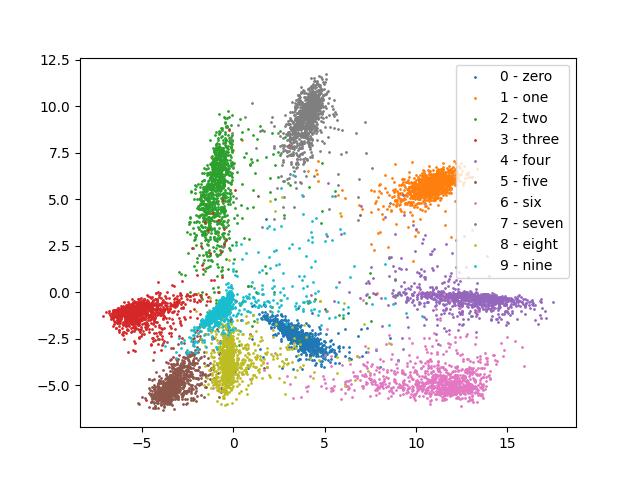 12.5
10.0
7.5
5.0
2.5
0.0
−2.5
−5.0
−5
0
5
10
15
0 - zero
1 - one
2 - two
3 - three
4 - four
5 - five
6 - six
7 - seven
8 - eight
9 - nine